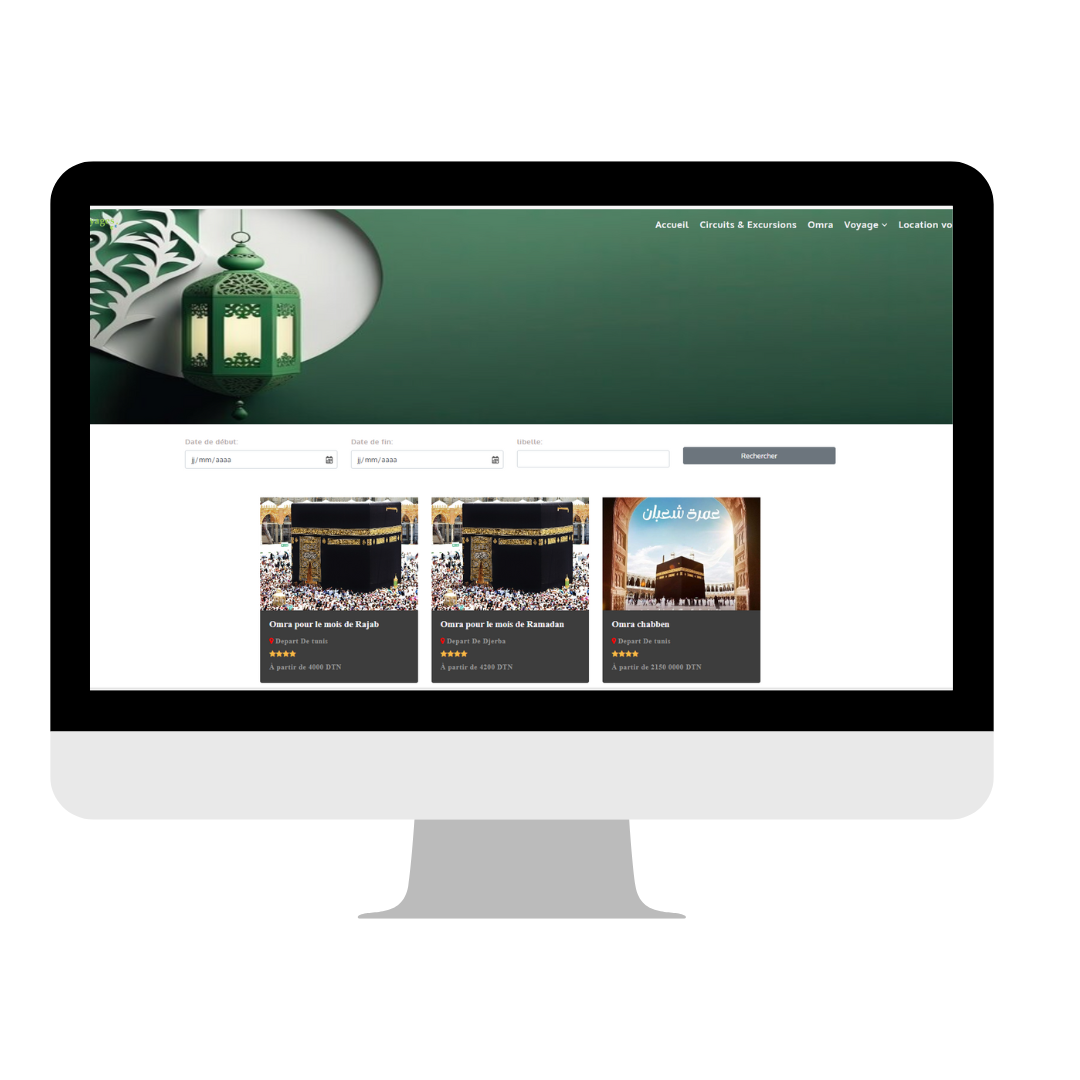 Accueil Circuits & Excursions Omra Voyage Location vo
Date de début: Date de fin: libelle:
jj/mm/aaaa jj/mm/aaaa Rechercher
عمرة شعبان
Omra pour le mois de Rajab
Depart De tunis
À partir de 4000 DTN
Omra pour le mois de Ramadan
Depart De Djerba
À partir de 4200 DTN
Omra chabben
Depart De tunis
À partir de 2150.0000 DTN